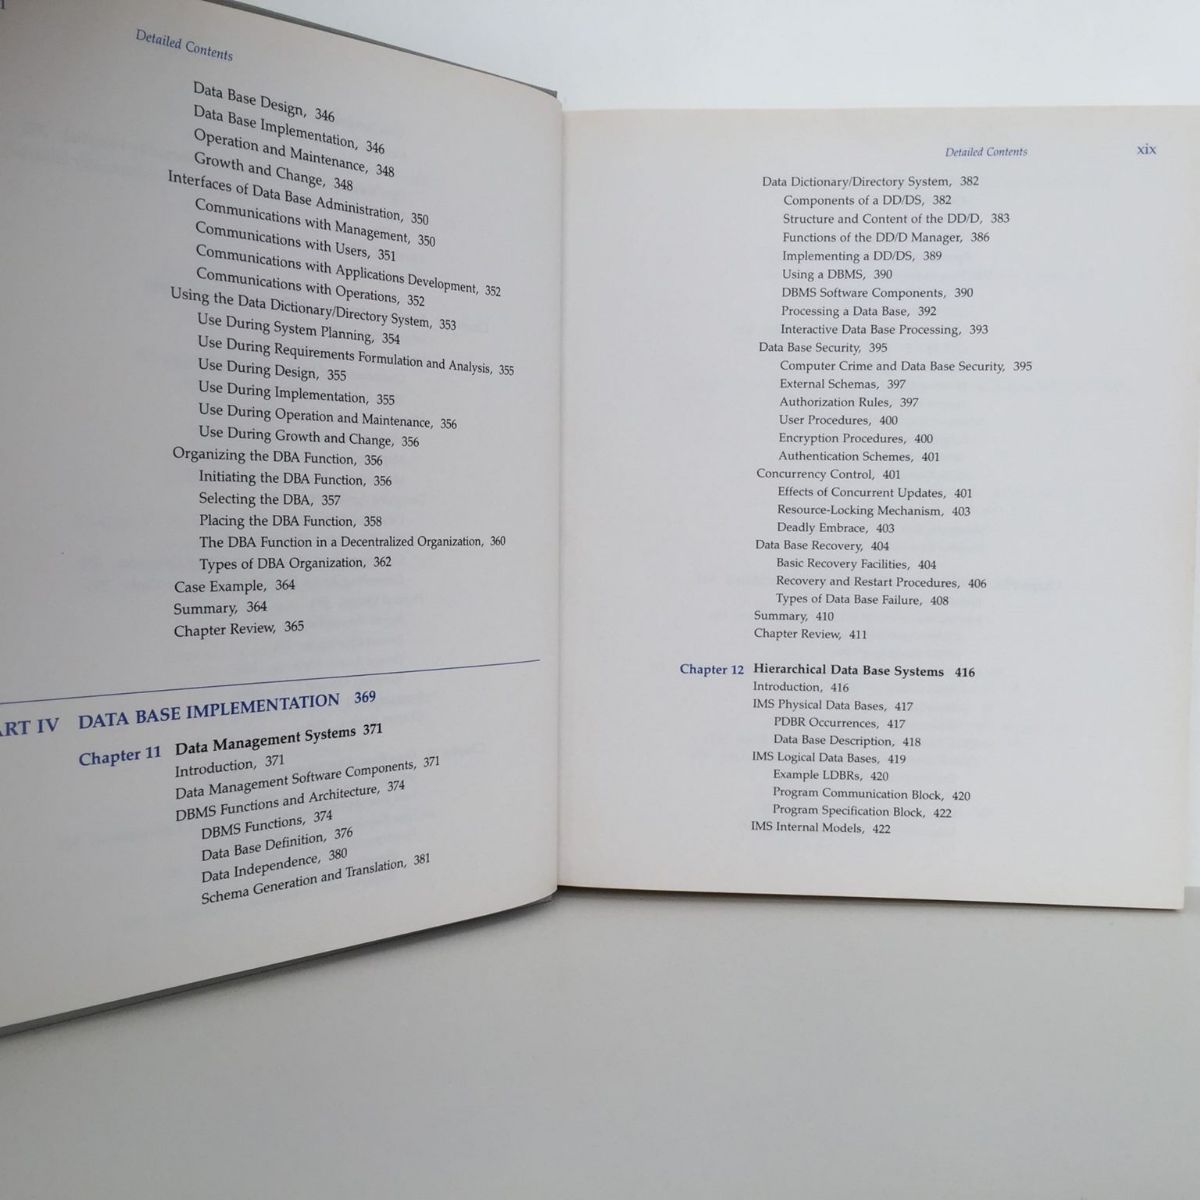 Detailed Contents
Data Base Design, 346
Data Base Implementation, 346
Operation and Maintenance, 348
Growth and Change, 348
Interfaces of Data Base Administration, 350
Communications with Management, 350
Communications with Users, 351
Communications with Applications Development, 352
Communications with Operations, 352
Using the Data Dictionary/Directory System, 353
Use During System Planning, 354
Use During Requirements Formulation and Analysis, 355
Use During Design, 355
Use During Implementation, 355
Use During Operation and Maintenance, 356
Use During Growth and Change, 356
Organizing the DBA Function, 356
Initiating the DBA Function, 356
Selecting the DBA, 357
Placing the DBA Function, 358
The DBA Function in a Decentralized Organization, 360
Types of DBA Organization, 362
Case Example, 364
Summary, 364
Chapter Review, 365
ART IV DATA BASE IMPLEMENTATION 369
Chapter 11 Data Management Systems 371
Introduction, 371
Data Management Software Components, 371
DBMS Functions and Architecture, 374
DBMS Functions, 374
Data Base Definition, 376
Data Independence, 380
Schema Generation and Translation, 381
Detailed Contents xix
Data Dictionary/Directory System, 382
Components of a DD/DS, 382
Structure and Content of the DD/D, 383
Functions of the DD/D Manager, 386
Implementing a DD/DS, 389
Using a DBMS, 390
DBMS Software Components, 390
Processing a Data Base, 392
Interactive Data Base Processing, 393
Data Base Security, 395
Computer Crime and Data Base Security, 395
External Schemas, 397
Authorization Rules, 397
User Procedures, 400
Encryption Procedures, 400
Authentication Schemes, 401
Concurrency Control, 401
Effects of Concurrent Updates, 401
Resource-Locking Mechanism, 403
Deadly Embrace, 403
Data Base Recovery, 404
Basic Recovery Facilities, 404
Recovery and Restart Procedures, 406
Types of Data Base Failure, 408
Summary, 410
Chapter Review, 411
Chapter 12 Hierarchical Data Base Systems 416
Introduction, 416
IMS Physical Data Bases, 417
PDBR Occurrences, 417
Data Base Description, 418
IMS Logical Data Bases, 419
Example LDBRs, 420
Program Communication Block, 420
Program Specification Block, 422
IMS Internal Models, 422